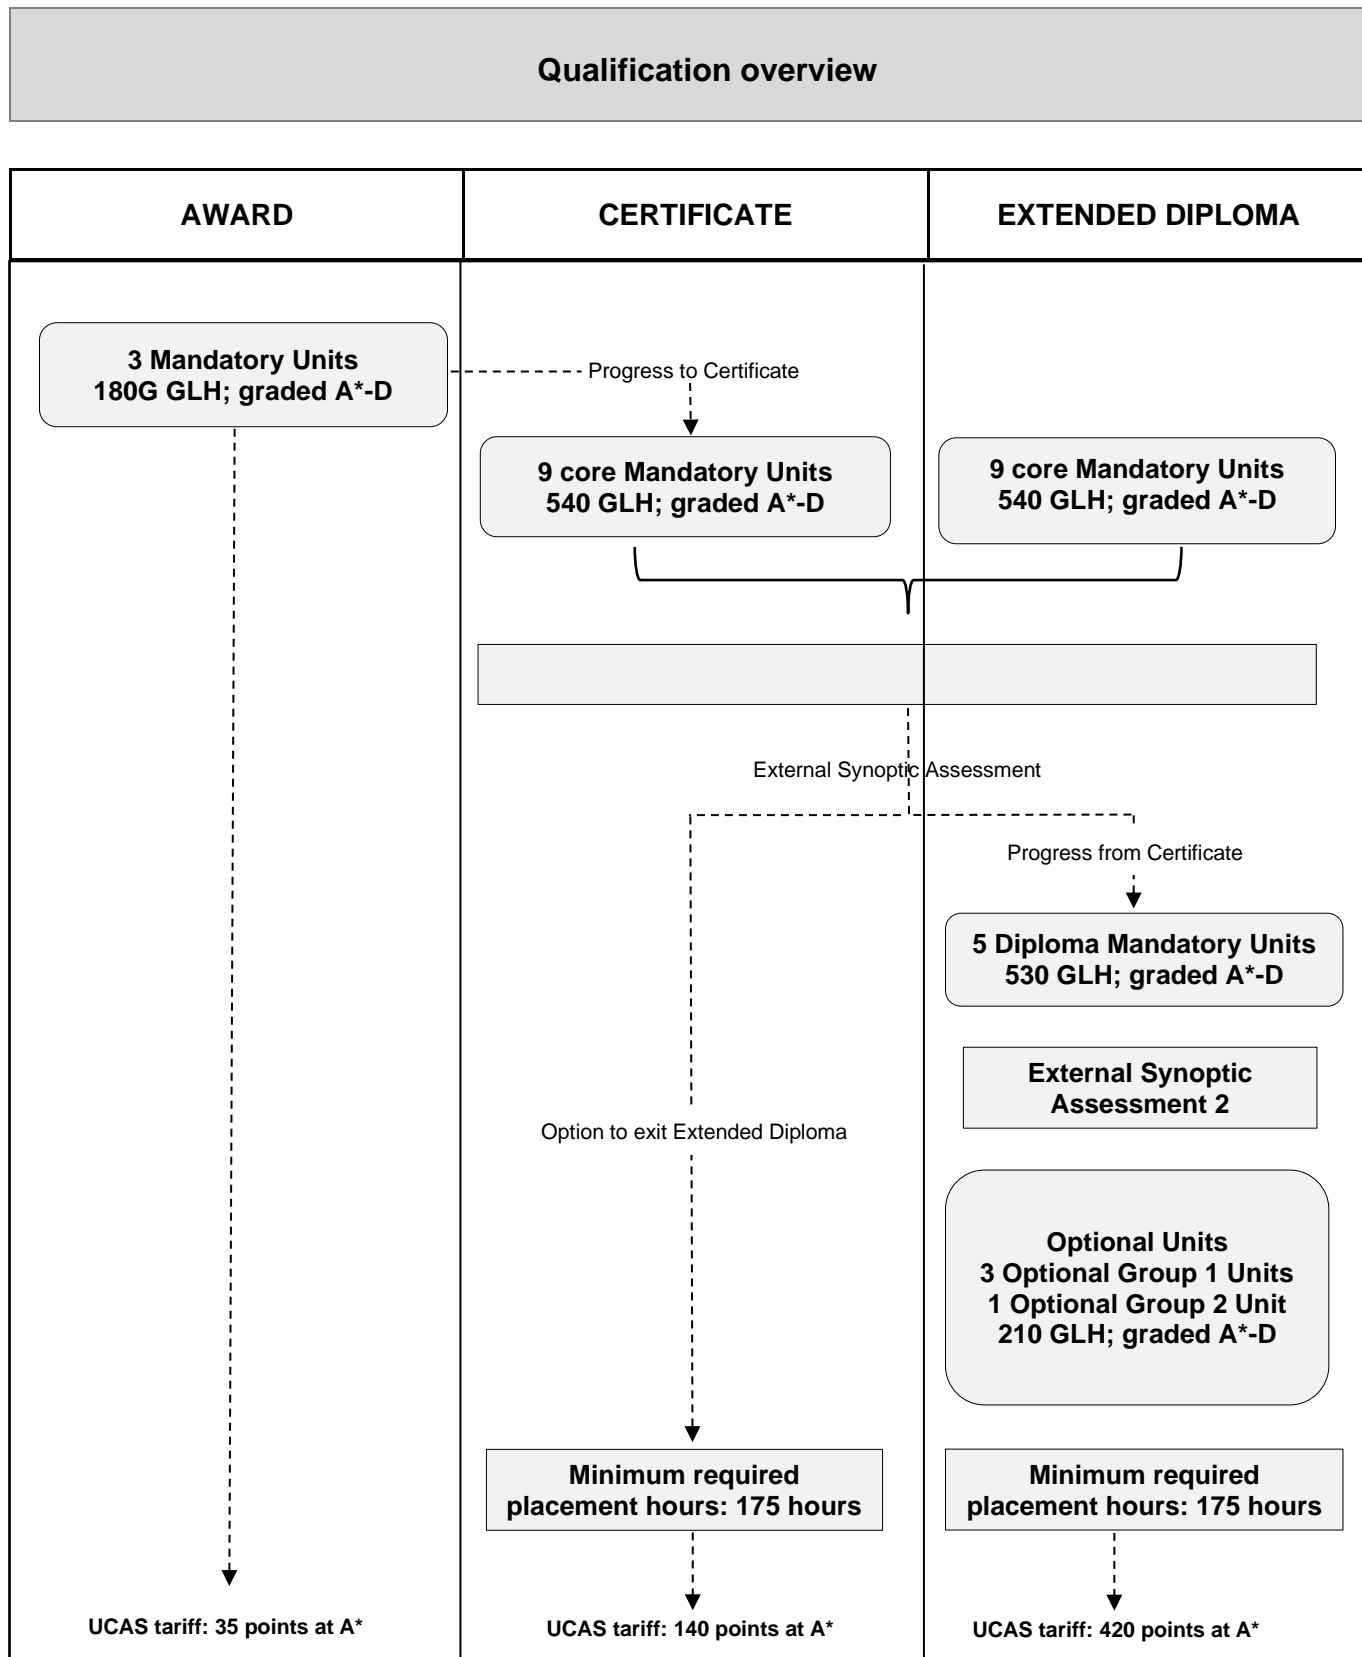 Qualification overview
AWARD
CERTIFICATE
EXTENDED DIPLOMA
3 Mandatory Units
180G GLH; graded A*-D
Progress to Certificate
9 core Mandatory Units
540 GLH; graded A*-D
9 core Mandatory Units
540 GLH; graded A*-D
External Synoptic Assessment
Progress from Certificate
5 Diploma Mandatory Units
530 GLH; graded A*-D
External Synoptic
Assessment 2
Option to exit Extended Diploma
Optional Units
3 Optional Group 1 Units
1 Optional Group 2 Unit
210 GLH; graded A*-D
Minimum required
placement hours: 175 hours
Minimum required
placement hours: 175 hours
UCAS tariff: 35 points at A*
UCAS tariff: 140 points at A*
UCAS tariff: 420 points at A*